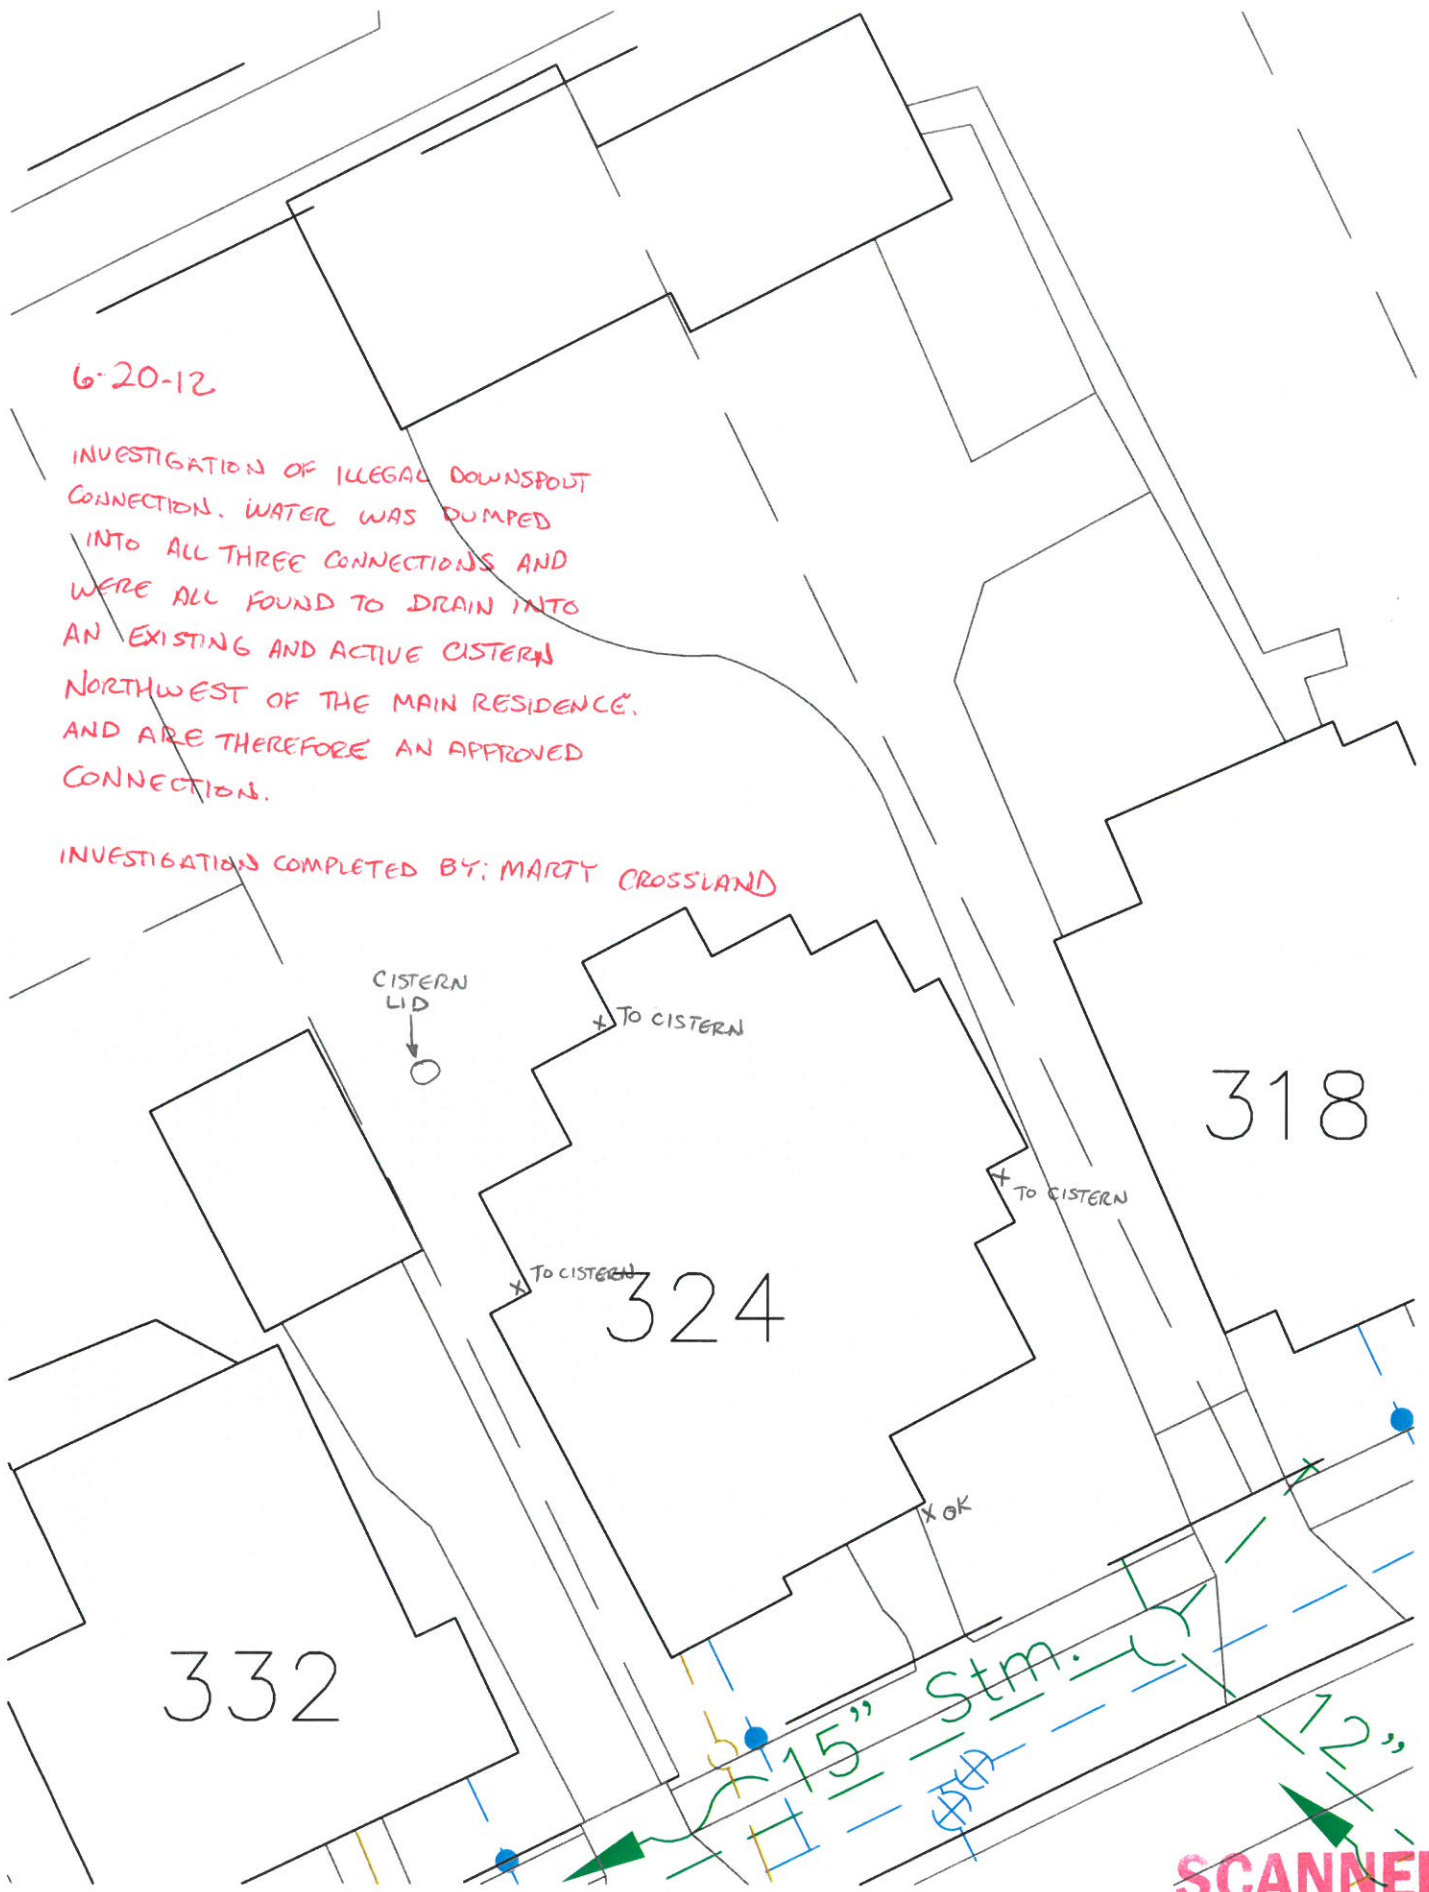 6-20-12
INVESTIGATION OF ILLEGAL DOWNSPOUT
CONNECTION. WATER WAS DUMPED
INTO ALL THREE CONNECTIONS AND
WERE ALL FOUND TO DRAIN INTO
AN EXISTING AND ACTIVE CISTERN
NORTHWEST OF THE MAIN RESIDENCE.
AND ARE THEREFORE AN APPROVED
CONNECTION.
INVESTIGATION COMPLETED BY: MARTY CROSSLAND
CISTERN
LID
X TO CISTERN
318
X TO CISTERN
X TO CISTERN
324
X OK
332
15" Stm.
12"
S
SCANNE